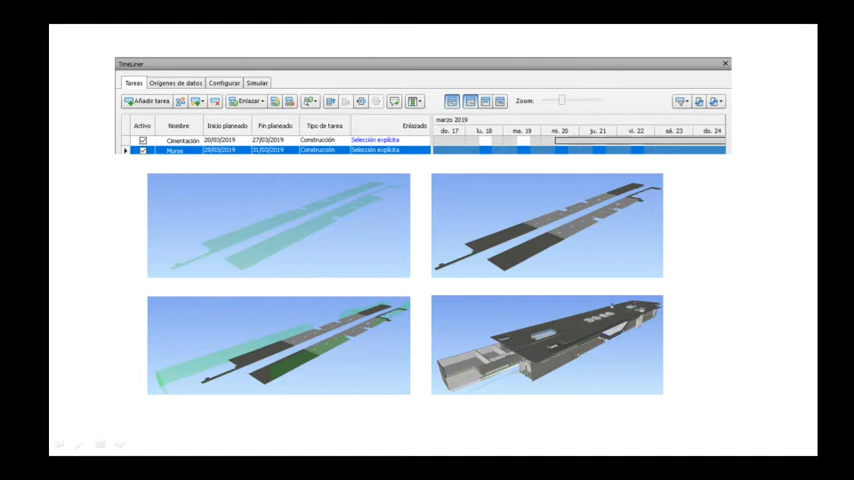 TimeLiner
Tareas Orígenes de datos Configurar Simular
Añadir tarea Enlazar Zoom:
Activo Nombre Inicio planeado Fin planeado Tipo de tarea Enlazado
marzo 2019
do. 17 lu. 18 ma. 19 mi. 20 ju. 21 vi. 22 sá. 23 do. 24
Cimentación 20/03/2019 27/03/2019 Construcción Selección explícita
Muros 28/03/2019 31/03/2019 Construcción Selección explícita